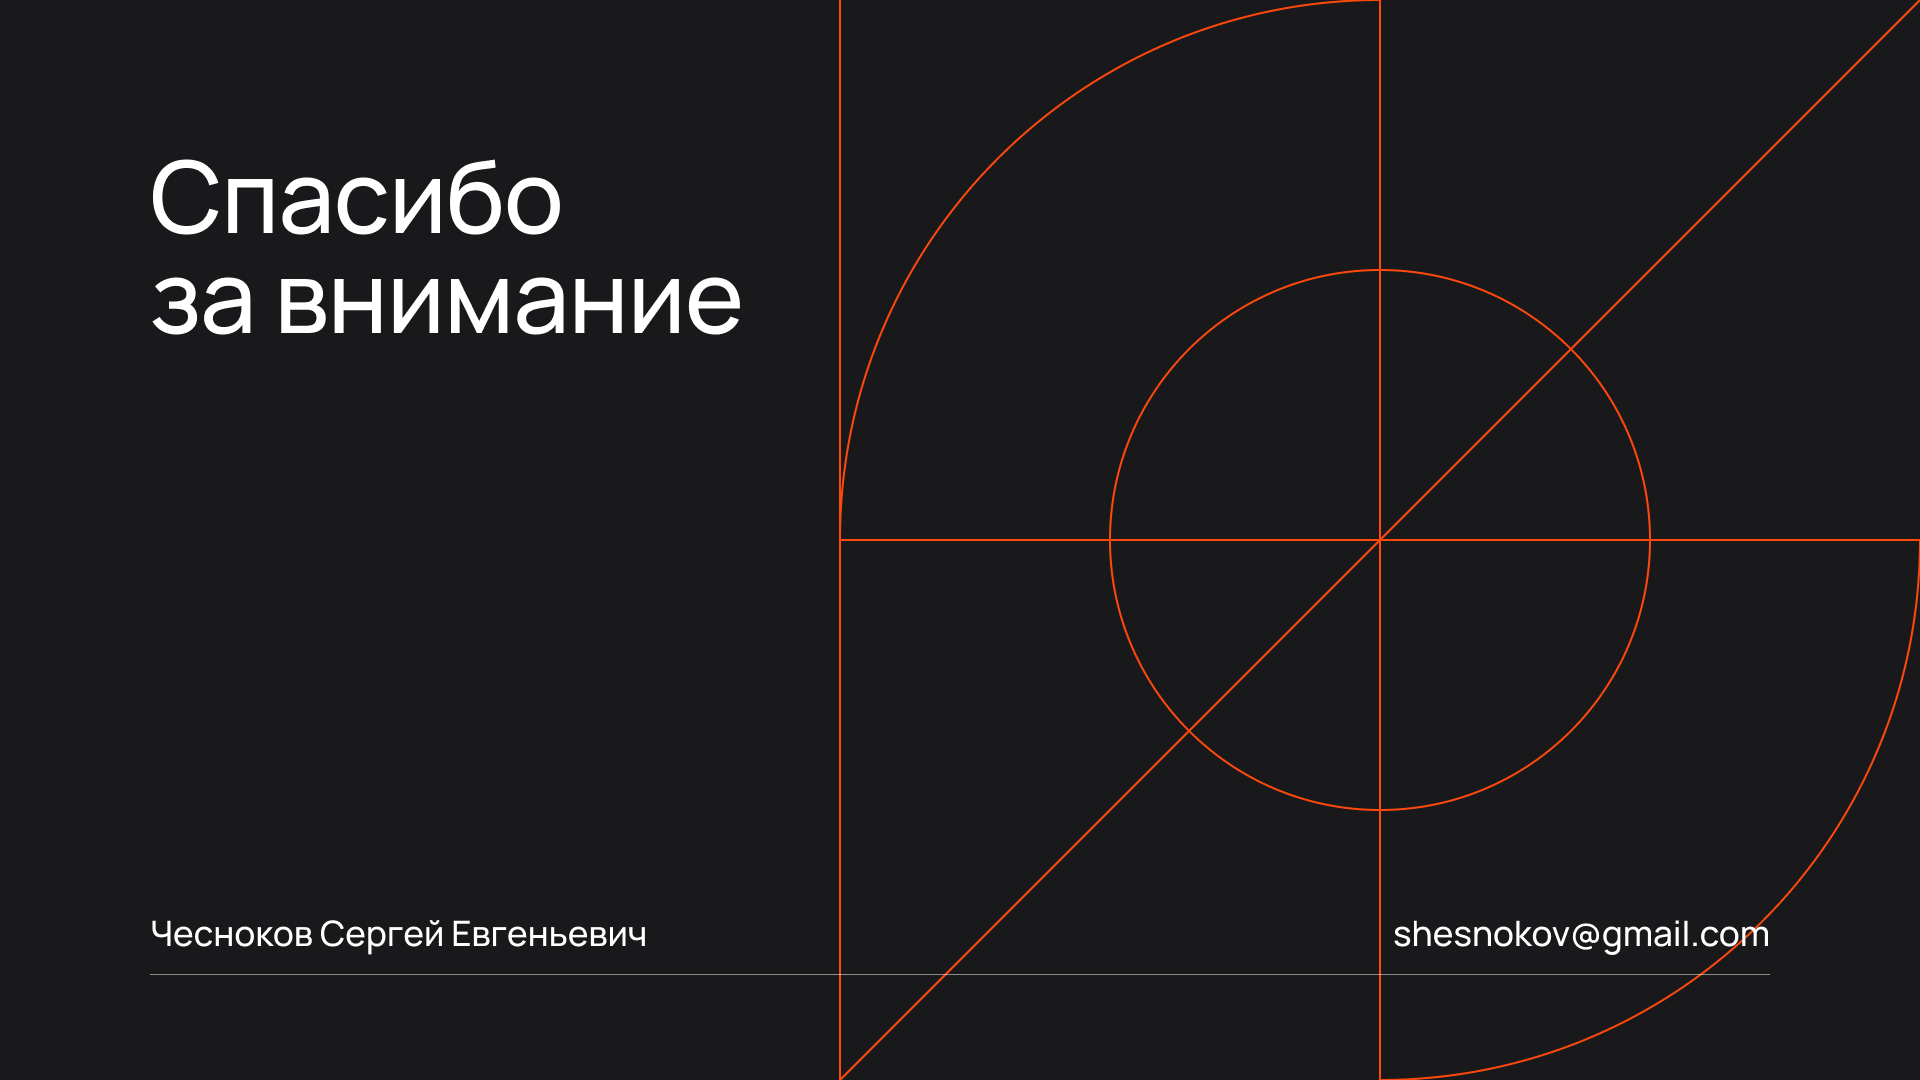 Спасибо
за внимание
Чесноков Сергей Евгеньевич
shesnokov@gmail.com